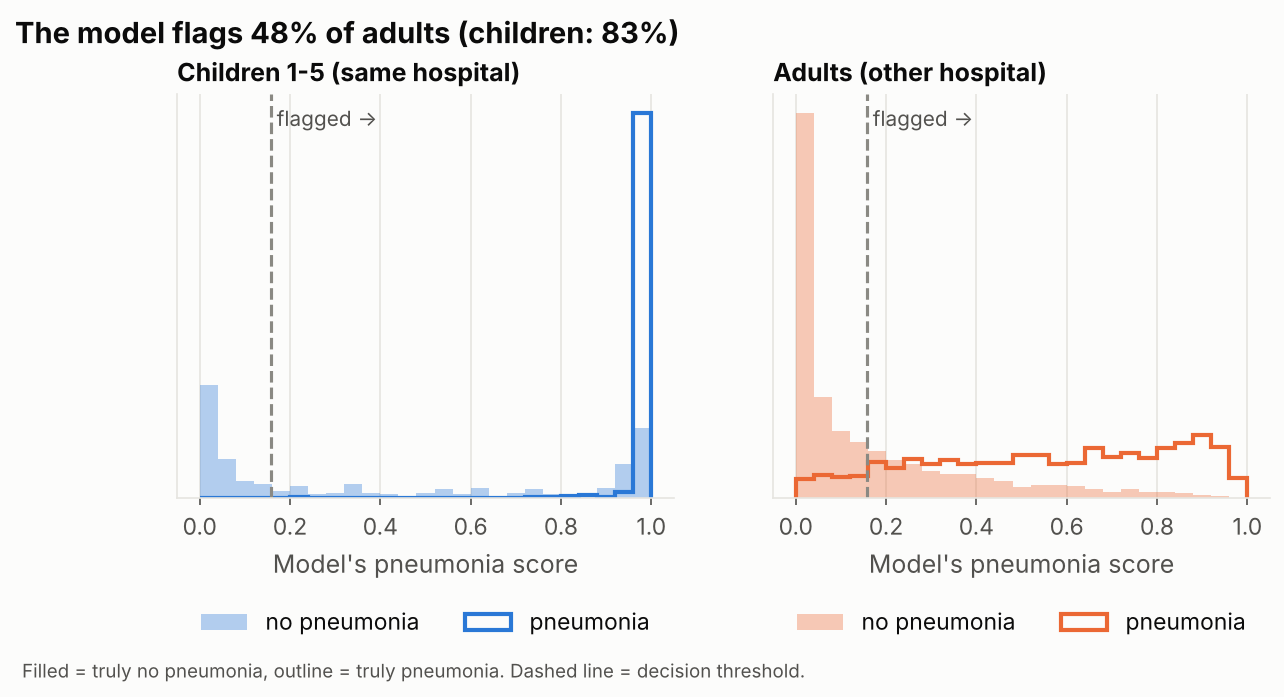 The model flags 48% of adults (children: 83%)
Children 1-5 (same hospital)
Adults (other hospital)
flagged →
flagged →
0.0 0.2 0.4 0.6 0.8 1.0
0.0 0.2 0.4 0.6 0.8 1.0
Model's pneumonia score
Model's pneumonia score
no pneumonia pneumonia
no pneumonia pneumonia
Filled = truly no pneumonia, outline = truly pneumonia. Dashed line = decision threshold.